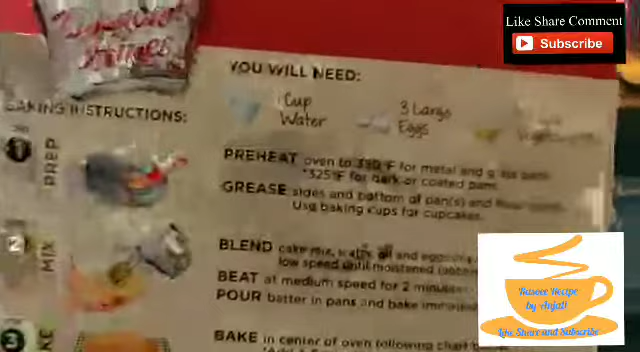 Like Share Comment
Subscribe
YOU WILL NEED:
BAKING INSTRUCTIONS:
1 Cup
Water
3 Large
Eggs
1
PREP
PREHEAT oven to 350°F for metal and glass pans
*325°F for dark or coated pans.
GREASE sides and bottom of pan(s) and flour
Use baking cups for cupcakes.
2
MIX
BLEND cake mix, water, oil and eggs
low speed until moistened
BEAT at medium speed for 2 minutes
POUR batter in pans and bake
3
BAKE in center of oven following chart
Rasoee Recipe
by Anjali
Like Share and Subscribe